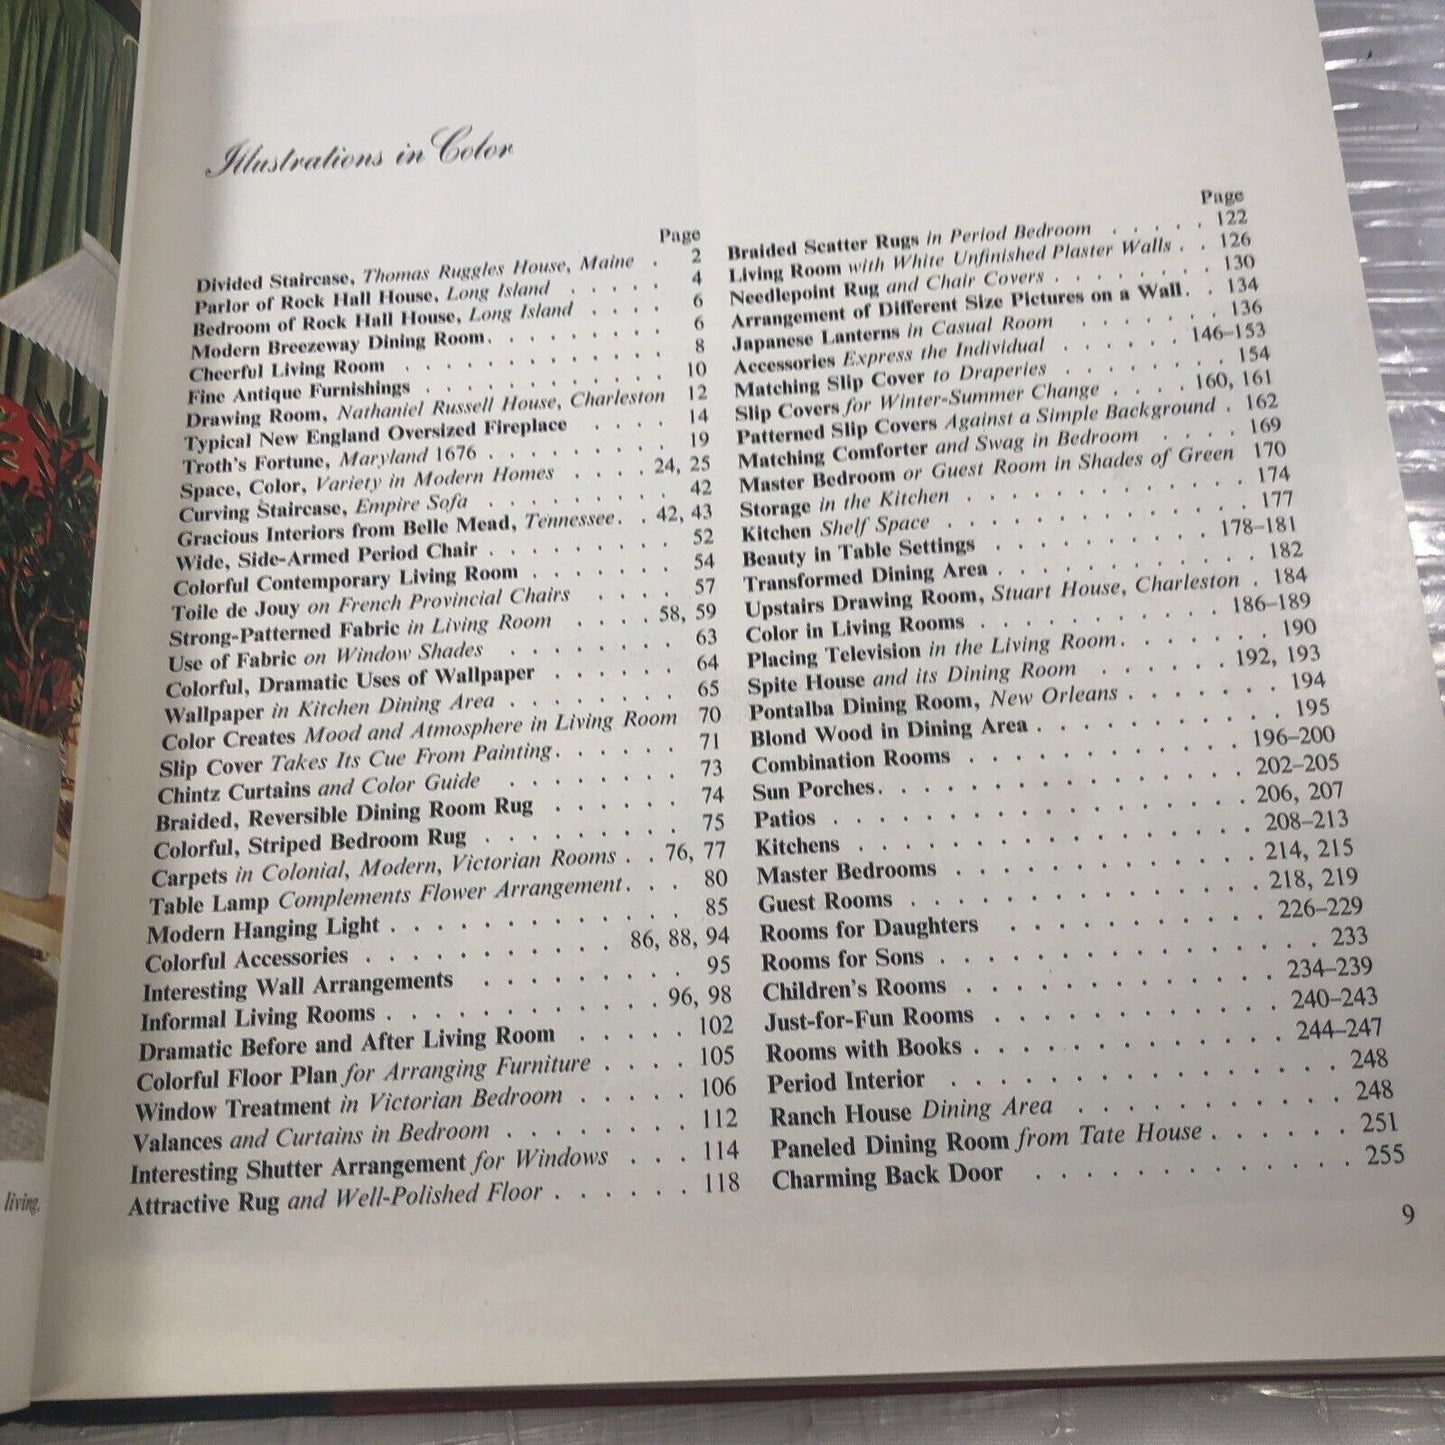 Illustrations in Color
Page
Divided Staircase, Thomas Ruggles House, Maine . 2
Parlor of Rock Hall House, Long Island . . . . . 4
Bedroom of Rock Hall House, Long Island . . . . 6
Modern Breezeway Dining Room. . . . . . . . 6
Cheerful Living Room . . . . . . . . . . . 8
Fine Antique Furnishings . . . . . . . . . . 10
Drawing Room, Nathaniel Russell House, Charleston 12
Typical New England Oversized Fireplace . . . . 14
Troth's Fortune, Maryland 1676 . . . . . . . . 19
Space, Color, Variety in Modern Homes . . . . 24, 25
Curving Staircase, Empire Sofa . . . . . . . . 42
Gracious Interiors from Belle Mead, Tennessee. . 42, 43
Wide, Side-Armed Period Chair . . . . . . . . 52
Colorful Contemporary Living Room . . . . . . 54
Toile de Jouy on French Provincial Chairs . . . . 57
Strong-Patterned Fabric in Living Room . . . . 58, 59
Use of Fabric on Window Shades . . . . . . . 63
Colorful, Dramatic Uses of Wallpaper . . . . . 64
Wallpaper in Kitchen Dining Area . . . . . . . 65
Color Creates Mood and Atmosphere in Living Room 70
Slip Cover Takes Its Cue From Painting. . . . . 71
Chintz Curtains and Color Guide . . . . . . . 73
Braided, Reversible Dining Room Rug . . . . . 74
Colorful, Striped Bedroom Rug . . . . . . . . 75
Carpets in Colonial, Modern, Victorian Rooms . . 76, 77
Table Lamp Complements Flower Arrangement. . . 80
Modern Hanging Light . . . . . . . . . . . 85
Colorful Accessories . . . . . . . . . . 86, 88, 94
Interesting Wall Arrangements . . . . . . . . 95
Informal Living Rooms . . . . . . . . . . 96, 98
Dramatic Before and After Living Room . . . . . 102
Colorful Floor Plan for Arranging Furniture . . . . 105
Window Treatment in Victorian Bedroom . . . . . 106
Valances and Curtains in Bedroom . . . . . . . 112
Interesting Shutter Arrangement for Windows . . . 114
Attractive Rug and Well-Polished Floor . . . . . . 118
Page
Braided Scatter Rugs in Period Bedroom . . . . . 122
Living Room with White Unfinished Plaster Walls . . 126
Needlepoint Rug and Chair Covers . . . . . . . 130
Arrangement of Different Size Pictures on a Wall. . 134
Japanese Lanterns in Casual Room . . . . . . 136
Accessories Express the Individual . . . . . . 146–153
Matching Slip Cover to Draperies . . . . . . . 154
Slip Covers for Winter-Summer Change . . . . 160, 161
Patterned Slip Covers Against a Simple Background . 162
Matching Comforter and Swag in Bedroom . . . . 169
Master Bedroom or Guest Room in Shades of Green 170
Storage in the Kitchen . . . . . . . . . . . . 174
Kitchen Shelf Space . . . . . . . . . . . . . 177
Beauty in Table Settings . . . . . . . . . 178–181
Transformed Dining Area . . . . . . . . . . . 182
Upstairs Drawing Room, Stuart House, Charleston . 184
Color in Living Rooms . . . . . . . . . . 186–189
Placing Television in the Living Room. . . . . . . 190
Spite House and its Dining Room . . . . . . 192, 193
Pontalba Dining Room, New Orleans . . . . . . . 194
Blond Wood in Dining Area . . . . . . . . . . 195
Combination Rooms . . . . . . . . . . . 196–200
Sun Porches. . . . . . . . . . . . . . . 202–205
Patios . . . . . . . . . . . . . . . . . 206, 207
Kitchens . . . . . . . . . . . . . . . . 208–213
Master Bedrooms . . . . . . . . . . . . 214, 215
Guest Rooms . . . . . . . . . . . . . . 218, 219
Rooms for Daughters . . . . . . . . . . . 226–229
Rooms for Sons . . . . . . . . . . . . . . . 233
Children's Rooms . . . . . . . . . . . . 234–239
Just-for-Fun Rooms . . . . . . . . . . . 240–243
Rooms with Books . . . . . . . . . . . . 244–247
Period Interior . . . . . . . . . . . . . . . 248
Ranch House Dining Area . . . . . . . . . . . 248
Paneled Dining Room from Tate House . . . . . . 251
Charming Back Door . . . . . . . . . . . . . 255
9
living,